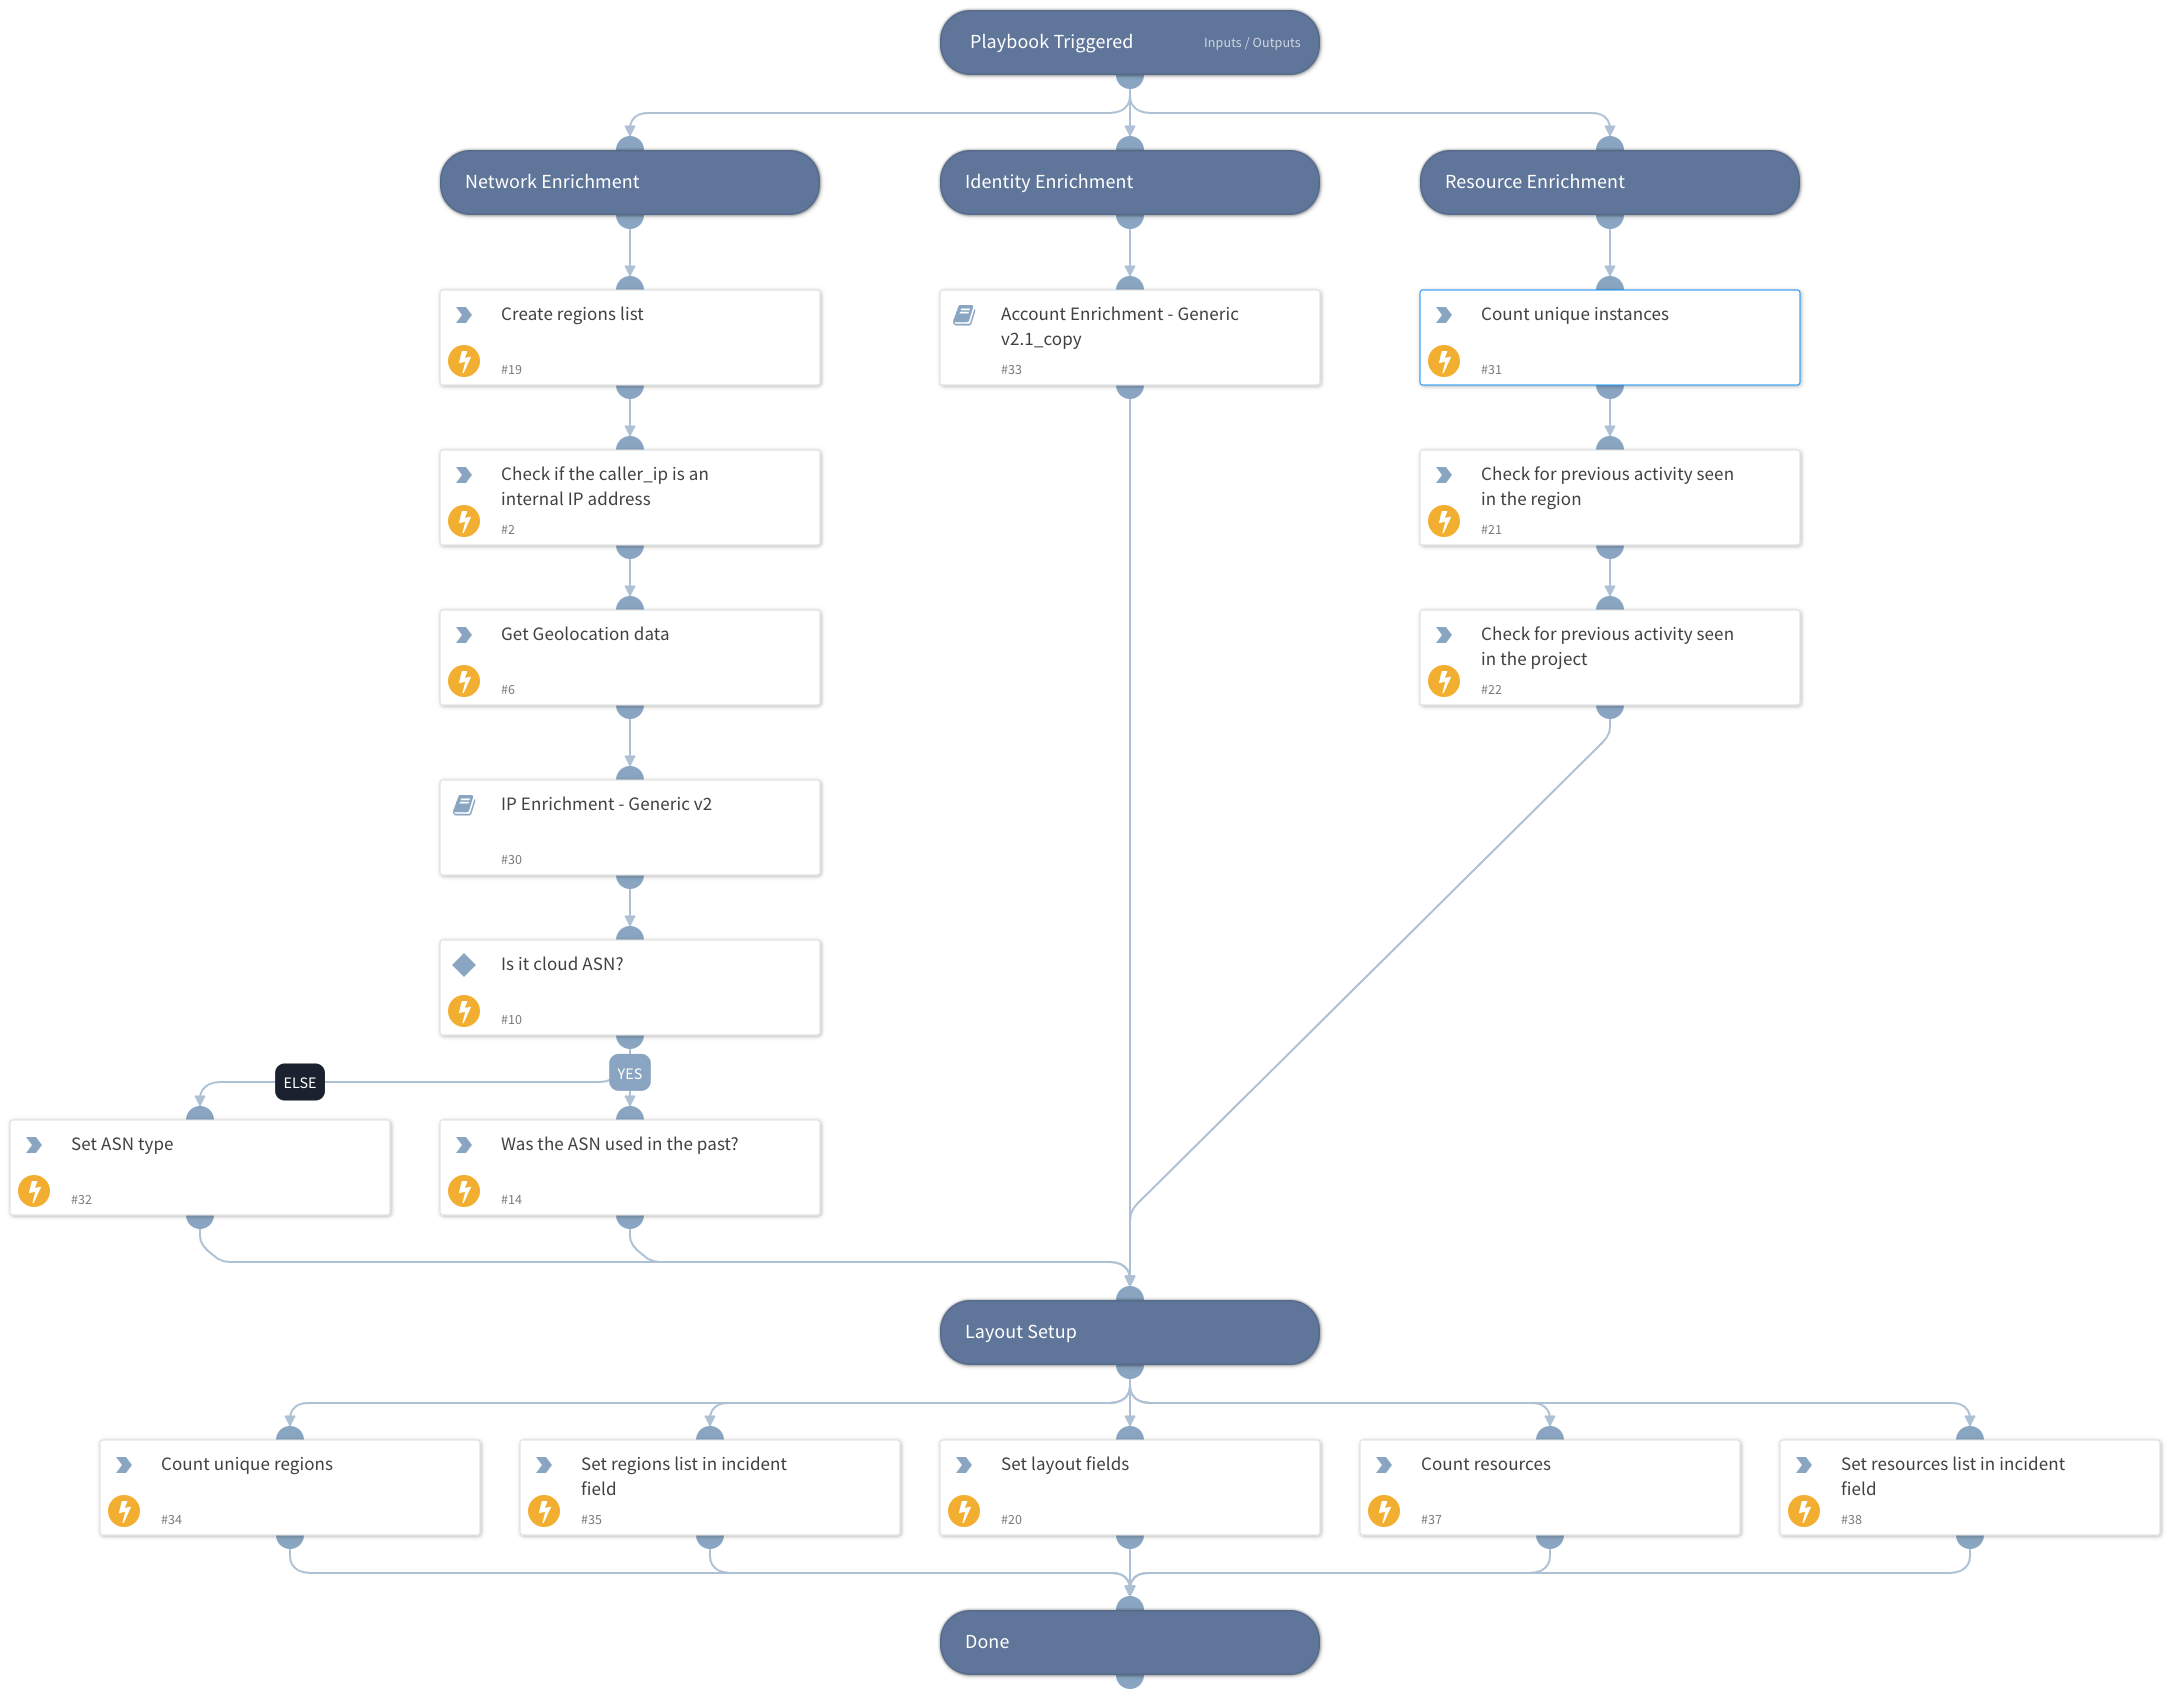 Playbook Triggered
Inputs / Outputs
Network Enrichment
Identity Enrichment
Resource Enrichment
Create regions list
#19
Account Enrichment - Generic
v2.1_copy
#33
Count unique instances
#31
Check if the caller_ip is an
internal IP address
#2
Check for previous activity seen
in the region
#21
Get Geolocation data
#6
Check for previous activity seen
in the project
#22
IP Enrichment - Generic v2
#30
Is it cloud ASN?
#10
ELSE
YES
Set ASN type
#32
Was the ASN used in the past?
#14
Layout Setup
Count unique regions
#34
Set regions list in incident
field
#35
Set layout fields
#20
Count resources
#37
Set resources list in incident
field
#38
Done